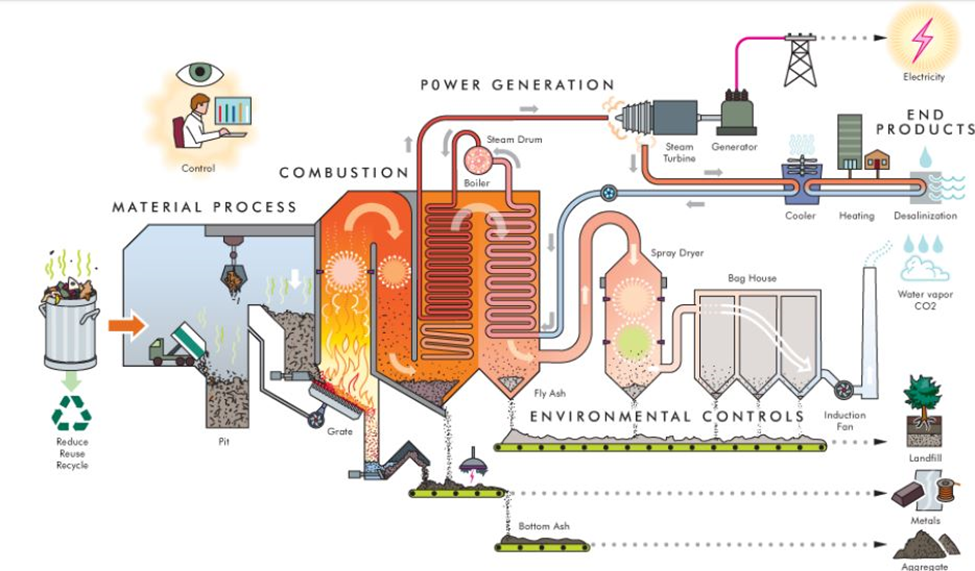 POWER GENERATION
Electricity
END
PRODUCTS
Steam Drum
Steam
Turbine
Generator
Control
COMBUSTION
Boiler
MATERIAL PROCESS
Cooler
Heating
Desalinization
Spray Dryer
Bag House
Water vapor
CO2
Fly Ash
ENVIRONMENTAL CONTROLS
Induction
Fan
Reduce
Reuse
Recycle
Pit
Grate
Landfill
Metals
Bottom Ash
Aggregate